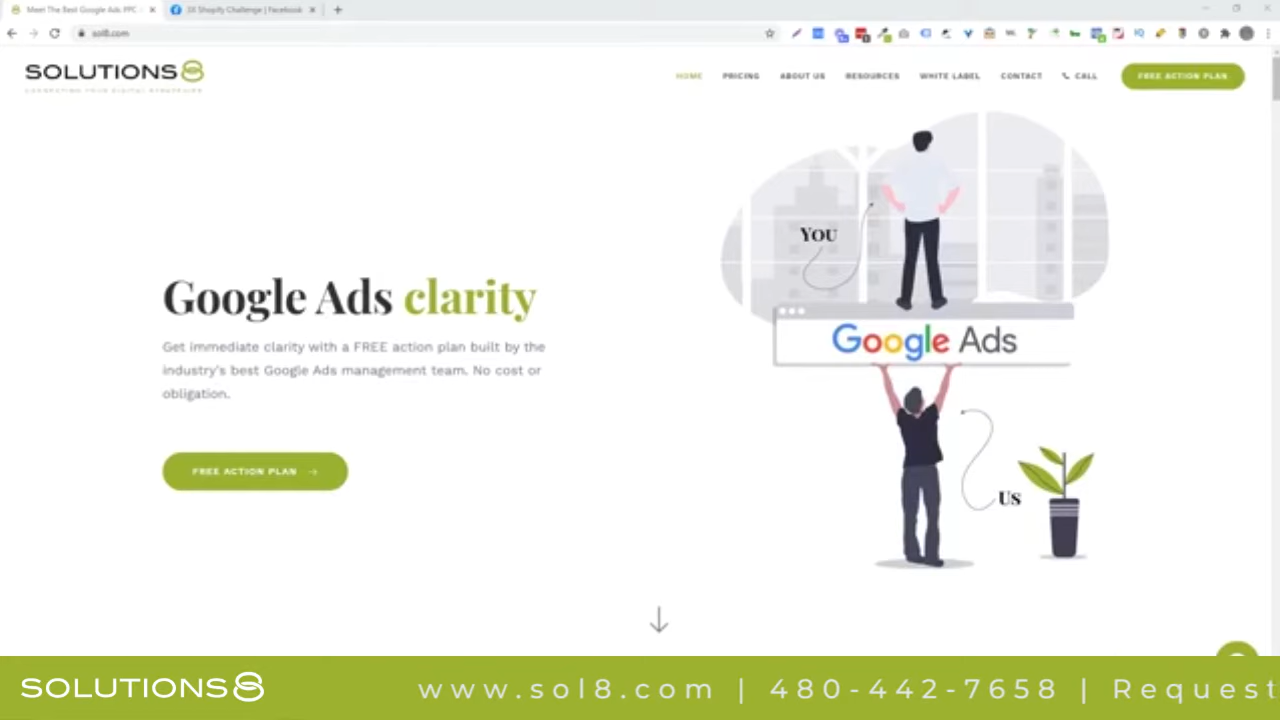 Meet The Best Google Ads PPC
3X Shopify Challenge | Facebook
sol8.com
SOLUTIONS8
HOME
PRICING
ABOUT US
RESOURCES
WHITE LABEL
CONTACT
CALL
FREE ACTION PLAN
YOU
Google Ads clarity
Google Ads
Get immediate clarity with a FREE action plan built by the
industry's best Google Ads management team. No cost or
obligation.
FREE ACTION PLAN
US
SOLUTIONS8
www.sol8.com | 480-442-7658 | Request